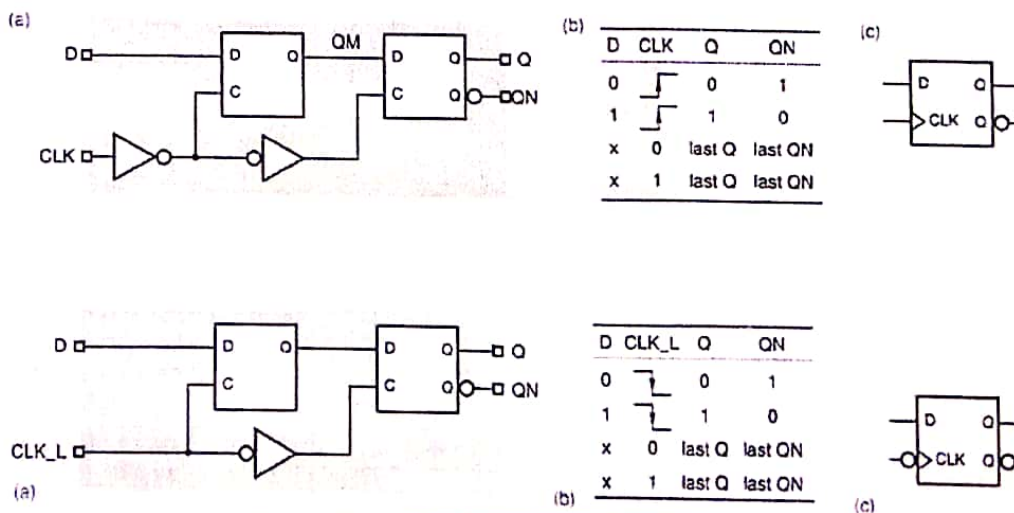 (a)
D
D Q
C
QM
D Q
C Q
Q
QN
CLK
(b)
D CLK Q QN
0 0 1
1 1 0
x 0 last Q last QN
x 1 last Q last QN
(c)
D Q
CLK Q
D
D Q
C
D Q
C Q
Q
QN
CLK_L
(a)
D CLK_L Q QN
0 0 1
1 1 0
x 0 last Q last QN
x 1 last Q last QN
(b)
D Q
CLK Q
(c)